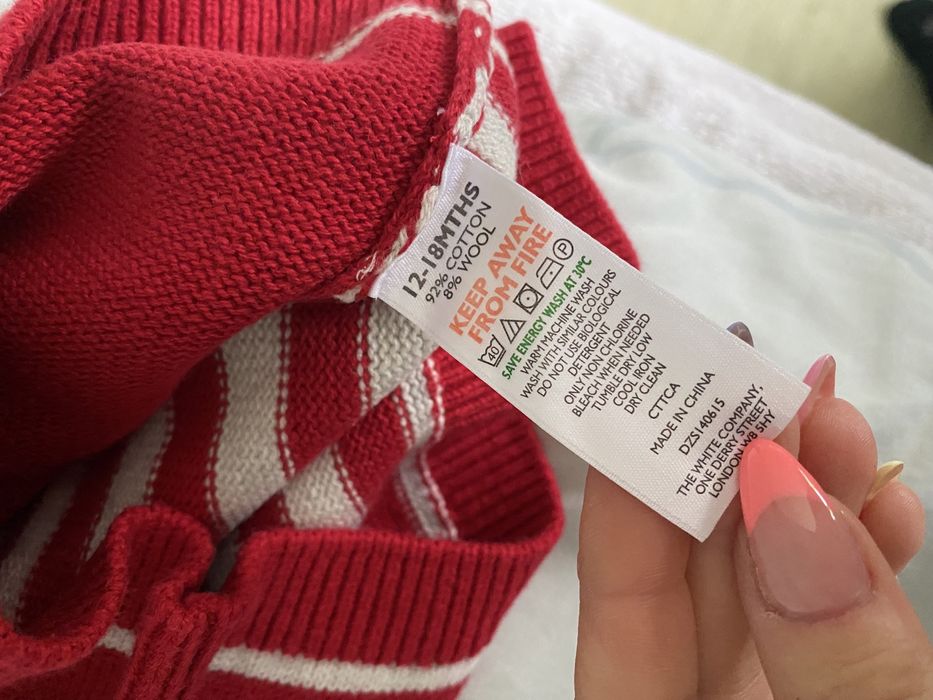 12-18MTHS
92% COTTON
8% WOOL
KEEP AWAY
FROM FIRE
40 P
SAVE ENERGY WASH AT 30°C
WARM MACHINE WASH
WASH WITH SIMILAR COLOURS
DO NOT USE BIOLOGICAL
DETERGENT
ONLY NON CHLORINE
BLEACH WHEN NEEDED
TUMBLE DRY LOW
COOL IRON
DRY CLEAN
CTTCA
MADE IN CHINA
DZS140615
THE WHITE COMPANY,
ONE DERRY STREET
LONDON W8 5HY